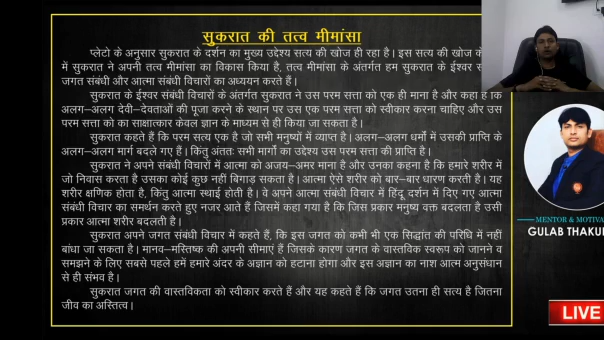 सुकरात की तत्व मीमांसा
प्लेटो के अनुसार सुकरात के दर्शन का मुख्य उद्देश्य सत्य की खोज ही रहा है। इस सत्य की खोज
में सुकरात ने अपनी तत्व मीमांसा का विकास किया है, तत्व मीमांसा के अंतर्गत हम सुकरात के ईश्वर
जगत संबंधी और आत्मा संबंधी विचारों का अध्ययन करते हैं।
सुकरात के ईश्वर संबंधी विचारों के अंतर्गत सुकरात ने उस परम सत्ता को एक ही माना है और कहा है कि
अलग–अलग देवी–देवताओं की पूजा करने के स्थान पर उस एक परम सत्ता को स्वीकार करना चाहिए और उस
परम सत्ता को का साक्षात्कार केवल ज्ञान के माध्यम से ही किया जा सकता है।
सुकरात कहते हैं कि परम सत्य एक है जो सभी मनुष्यों में व्याप्त है। अलग–अलग धर्मो में उसकी प्राप्ति के
अलग–अलग मार्ग बदले गए हैं। किंतु अंततः सभी मार्गों का उद्देश्य उस परम सत्ता की प्राप्ति है।
सुकरात ने अपने संबंधी विचारों में आत्मा को अजय–अमर माना है और उनका कहना है कि हमारे शरीर में
जो निवास करता है उसका कोई कुछ नहीं बिगाड सकता है। आत्मा ऐसे शरीर को बार–बार धारण करती है। यह
शरीर क्षणिक होता है, किंतु आत्मा स्थाई होती है। वे अपने आत्मा संबंधी विचार में हिंदू दर्शन में दिए गए आत्मा
संबंधी विचार का समर्थन करते हुए नजर आते हैं जिसमें कहा गया है कि जिस प्रकार मनुष्य वक्त बदलता है उसी
प्रकार आत्मा शरीर बदलती है।
सुकरात अपने जगत संबंधी विचार में कहते हैं, कि इस जगत को कभी भी एक सिद्धांत की परिधि में नहीं
बांधा जा सकता है। मानव–मस्तिष्क की अपनी सीमाएं हैं जिसके कारण जगत के वास्तविक स्वरूप को जानने व
समझने के लिए सबसे पहले हमें हमारे अंदर के अज्ञान को हटाना होगा और इस अज्ञान का नाश आत्म अनुसंधान
से ही संभव है।
सुकरात जगत की वास्तविकता को स्वीकार करते हैं और यह कहते हैं कि जगत उतना ही सत्य है जितना
जीव का अस्तित्व।
MENTOR & MOTIVA
GULAB THAKU
LIVE